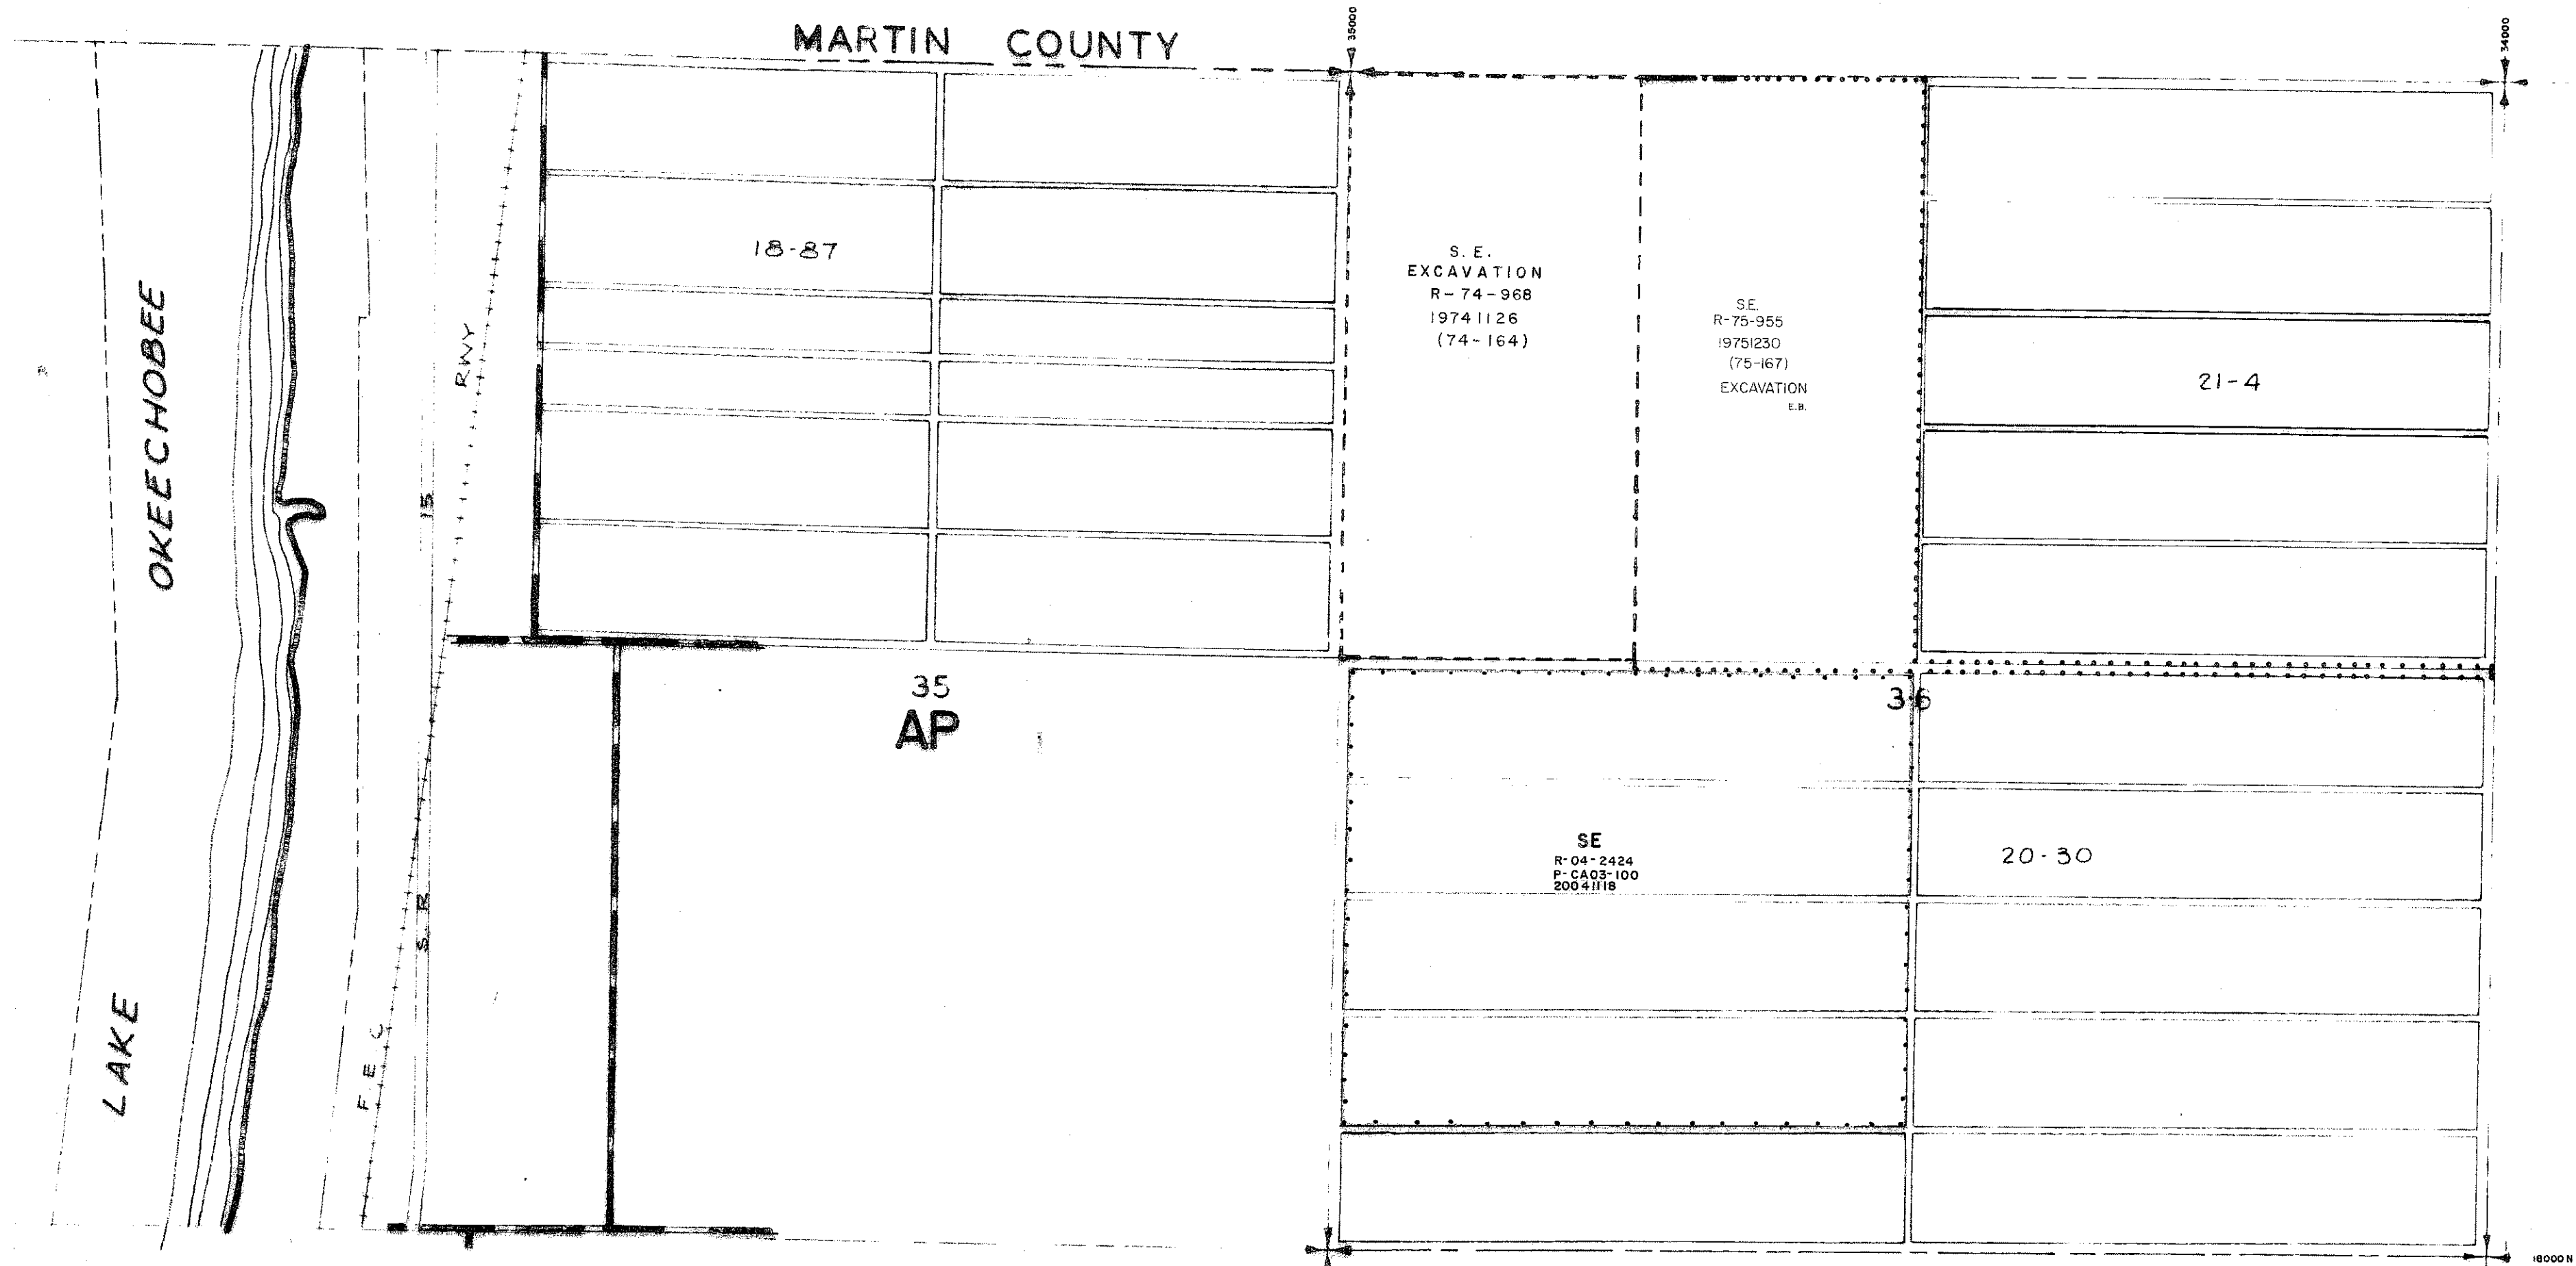 MARTIN COUNTY
35000
34000
18-87
S. E.
EXCAVATION
R-74-968
19741126
(74-164)
S.E.
R-75-955
19751230
(75-167)
EXCAVATION
E.B.
21-4
LAKE OKEECHOBEE
F E C RWY
S R 15
35
AP
36
SE
R-04-2424
P-CA03-100
20041118
20-30
18000 N